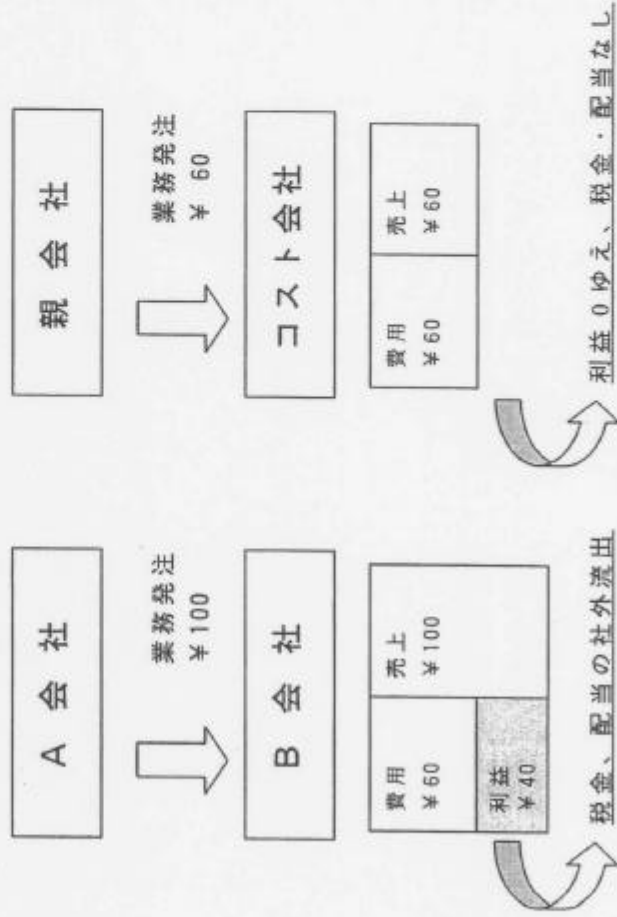 A 会 社
業務発注
¥100
B 会 社
費用
¥60
売上
¥100
利益
¥40
税金、配当の社外流出
親 会 社
業務発注
¥ 60
コスト会社
費用
¥60
売上
¥60
利益0ゆえ、税金・配当なし